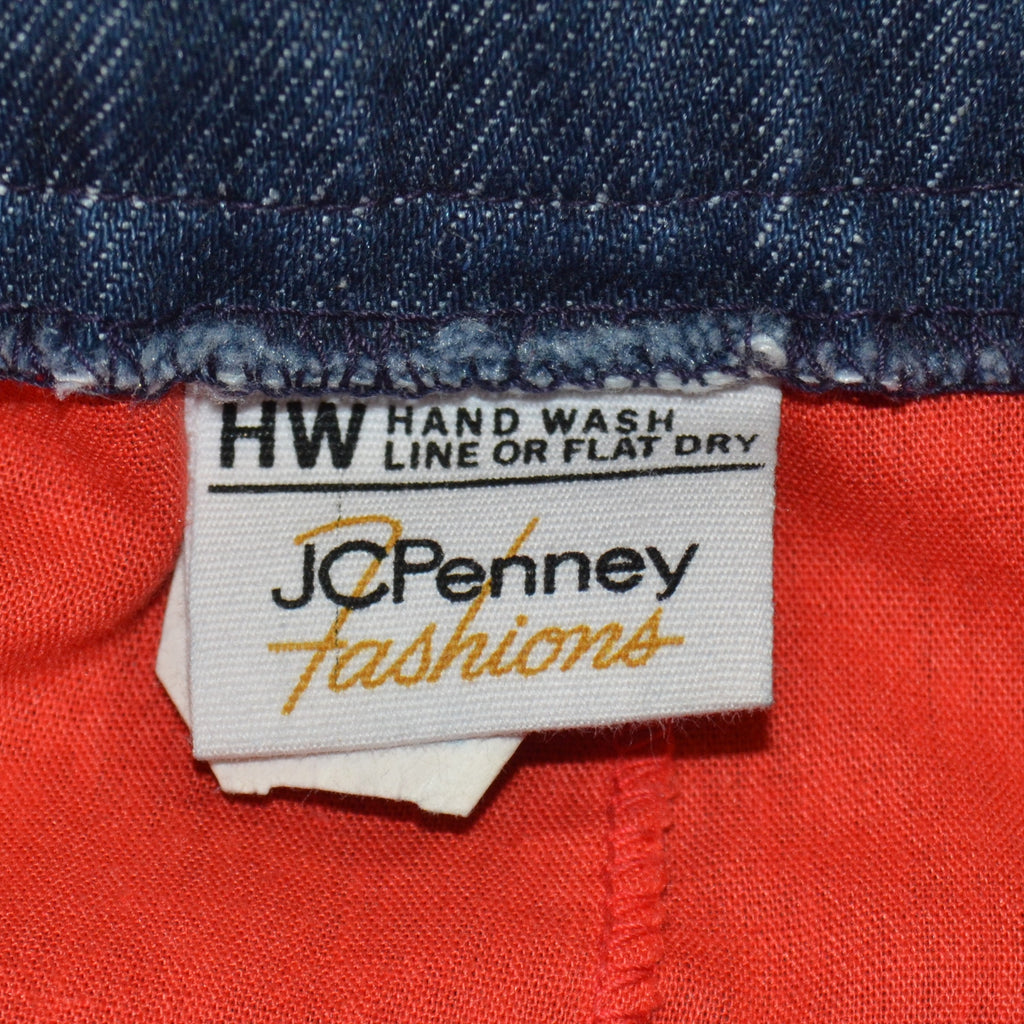 HW HAND WASH
LINE OR FLAT DRY
JCPenney
fashions